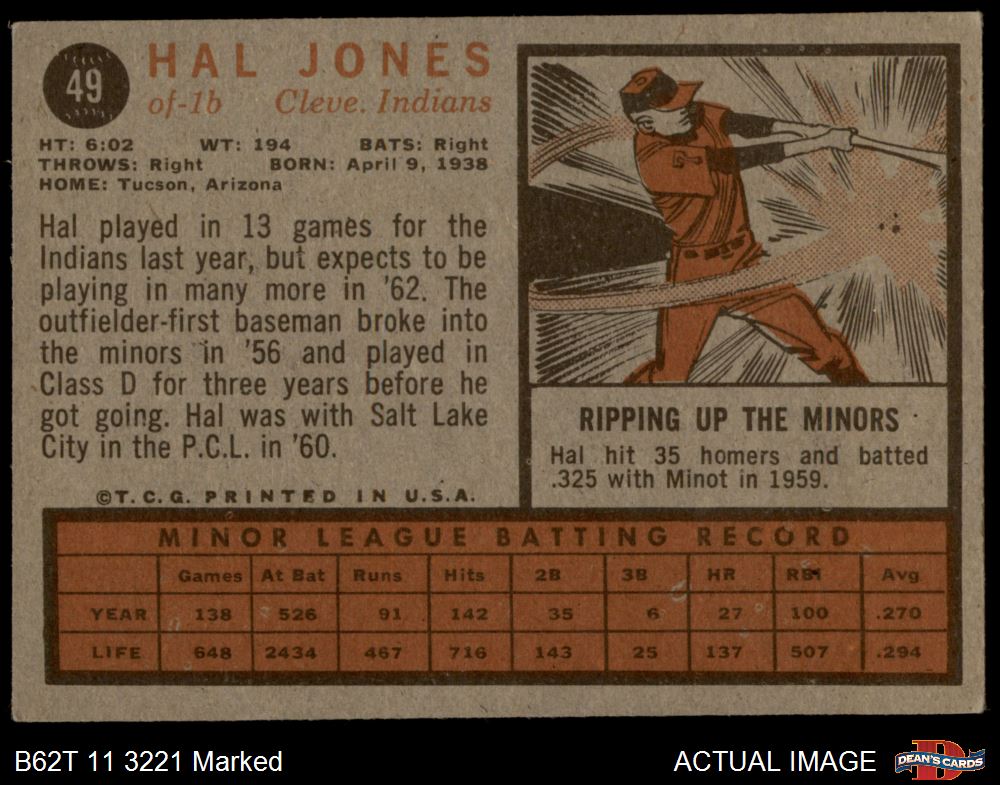 49
HAL JONES
of-1b Cleve. Indians
HT: 6:02 WT: 194 BATS: Right
THROWS: Right BORN: April 9, 1938
HOME: Tucson, Arizona
Hal played in 13 games for the
Indians last year, but expects to be
playing in many more in '62. The
outfielder-first baseman broke into
the minors in '56 and played in
Class D for three years before he
got going. Hal was with Salt Lake
City in the P.C.L. in '60.
©T.C.G. PRINTED IN U.S.A.
RIPPING UP THE MINORS
Hal hit 35 homers and batted
.325 with Minot in 1959.
MINOR LEAGUE BATTING RECORD
Games At Bat Runs Hits 2B 3B HR RBI Avg
YEAR 138 526 91 142 35 6 27 100 .270
LIFE 648 2434 467 716 143 25 137 507 .294
B62T 11 3221 Marked
ACTUAL IMAGE
DEAN'S CARDS